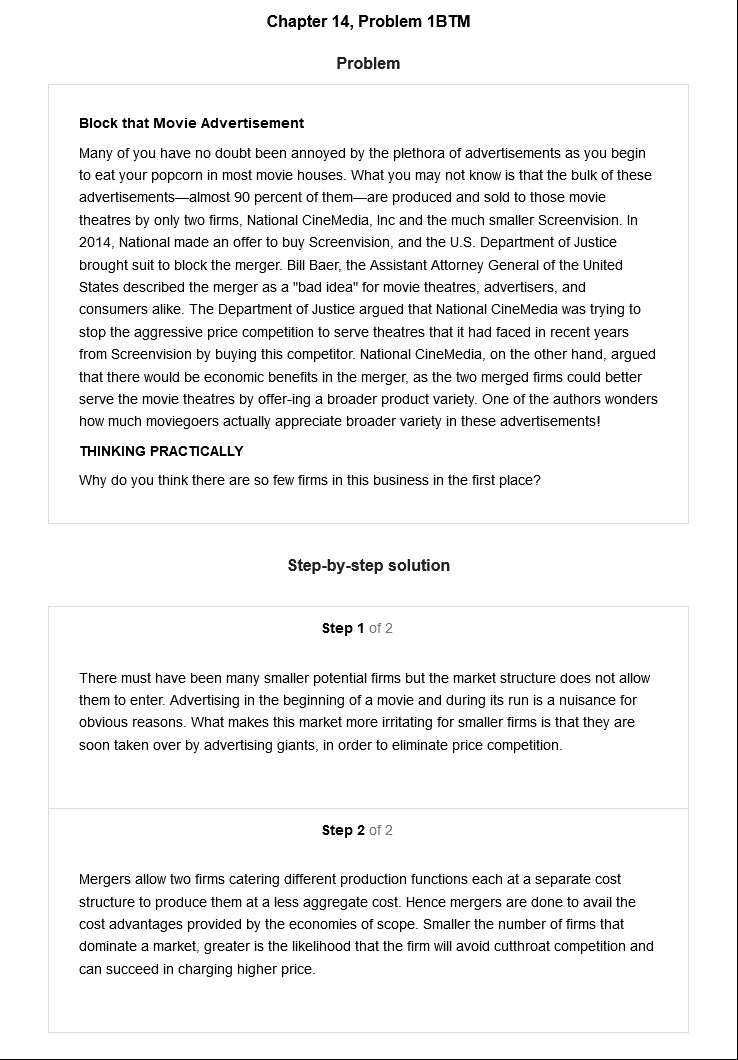 Chapter 14, Problem 1BTM
Problem
Block that Movie Advertisement
Many of you have no doubt been annoyed by the plethora of advertisements as you begin
to eat your popcorn in most movie houses. What you may not know is that the bulk of these
advertisements—almost 90 percent of them—are produced and sold to those movie
theatres by only two firms, National CineMedia, Inc and the much smaller Screenvision. In
2014, National made an offer to buy Screenvision, and the U.S. Department of Justice
brought suit to block the merger. Bill Baer, the Assistant Attorney General of the United
States described the merger as a "bad idea" for movie theatres, advertisers, and
consumers alike. The Department of Justice argued that National CineMedia was trying to
stop the aggressive price competition to serve theatres that it had faced in recent years
from Screenvision by buying this competitor. National CineMedia, on the other hand, argued
that there would be economic benefits in the merger, as the two merged firms could better
serve the movie theatres by offer-ing a broader product variety. One of the authors wonders
how much moviegoers actually appreciate broader variety in these advertisements!
THINKING PRACTICALLY
Why do you think there are so few firms in this business in the first place?
Step-by-step solution
Step 1 of 2
There must have been many smaller potential firms but the market structure does not allow
them to enter. Advertising in the beginning of a movie and during its run is a nuisance for
obvious reasons. What makes this market more irritating for smaller firms is that they are
soon taken over by advertising giants, in order to eliminate price competition.
Step 2 of 2
Mergers allow two firms catering different production functions each at a separate cost
structure to produce them at a less aggregate cost. Hence mergers are done to avail the
cost advantages provided by the economies of scope. Smaller the number of firms that
dominate a market, greater is the likelihood that the firm will avoid cutthroat competition and
can succeed in charging higher price.